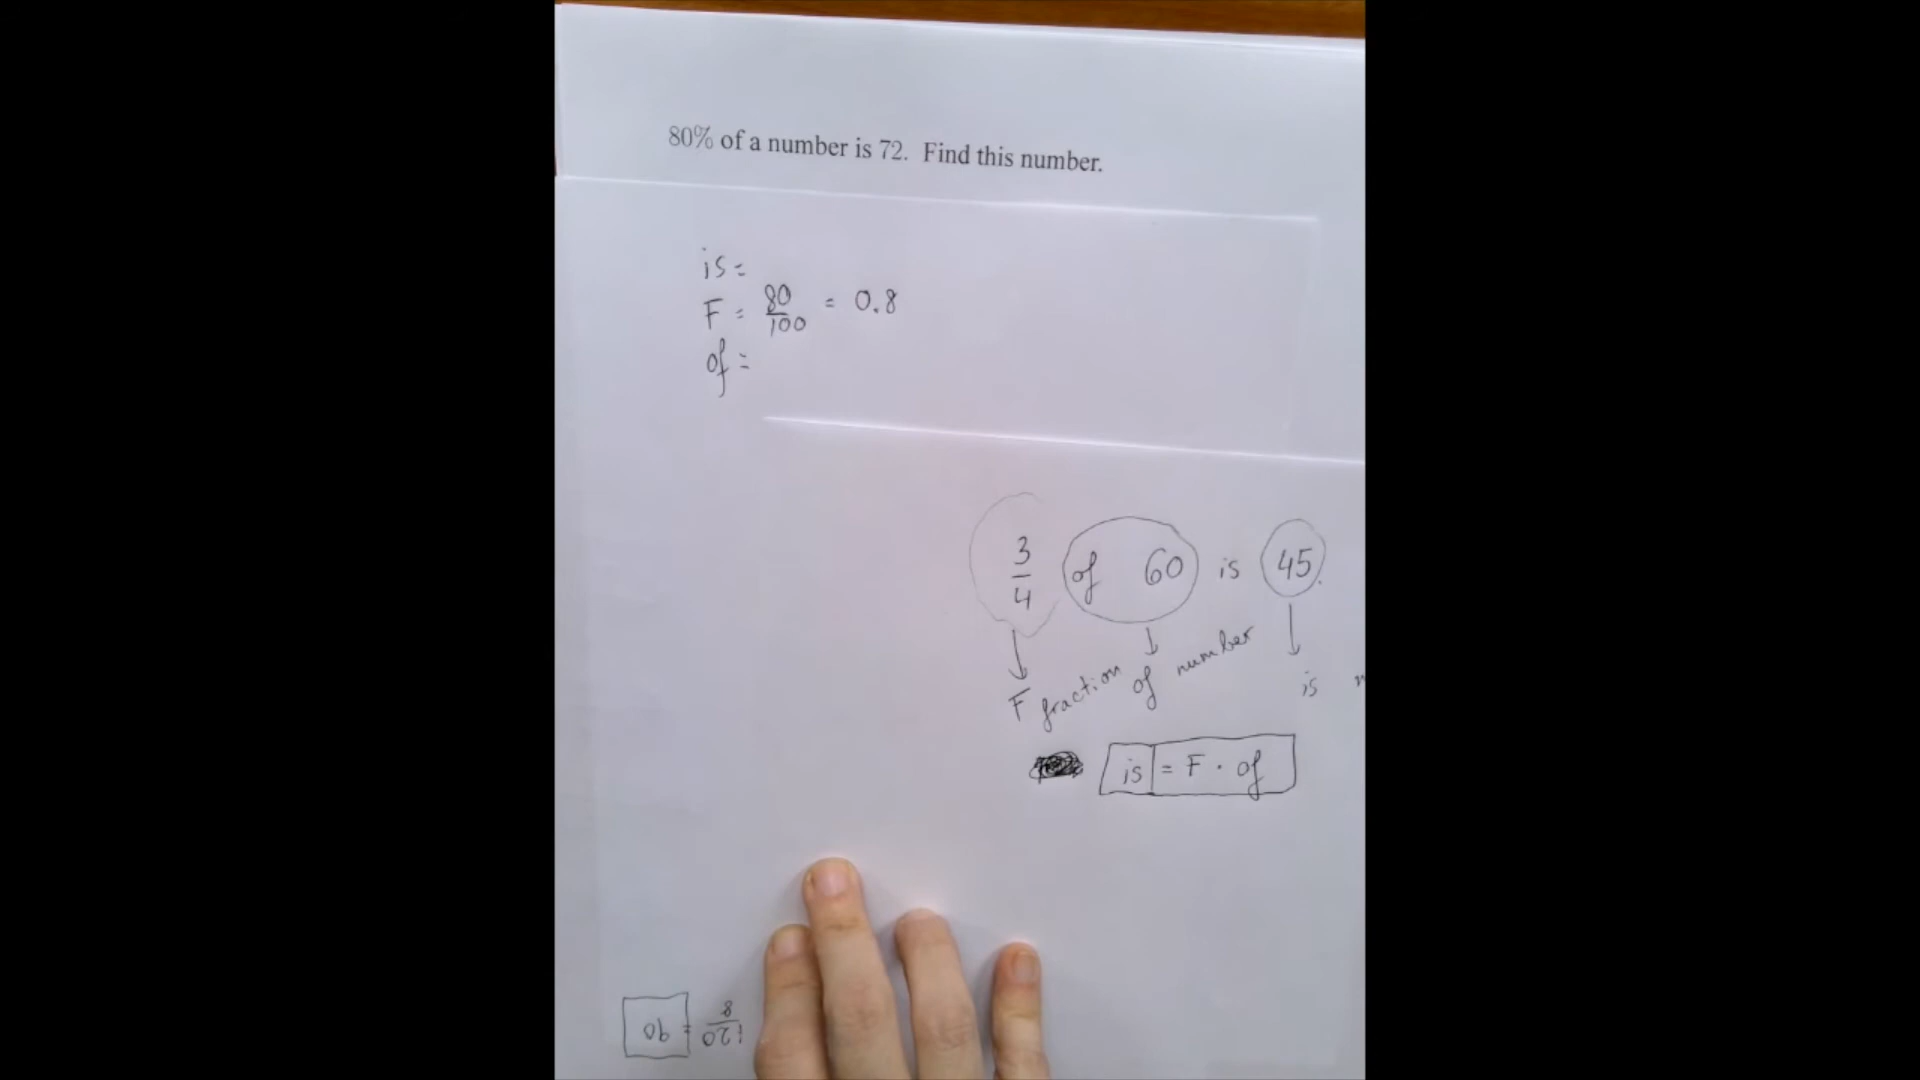 80% of a number is 72. Find this number.
is =
F = 80/100 = 0.8
of =
3/4 of 60 is 45.
F fraction of number is
is = F · of